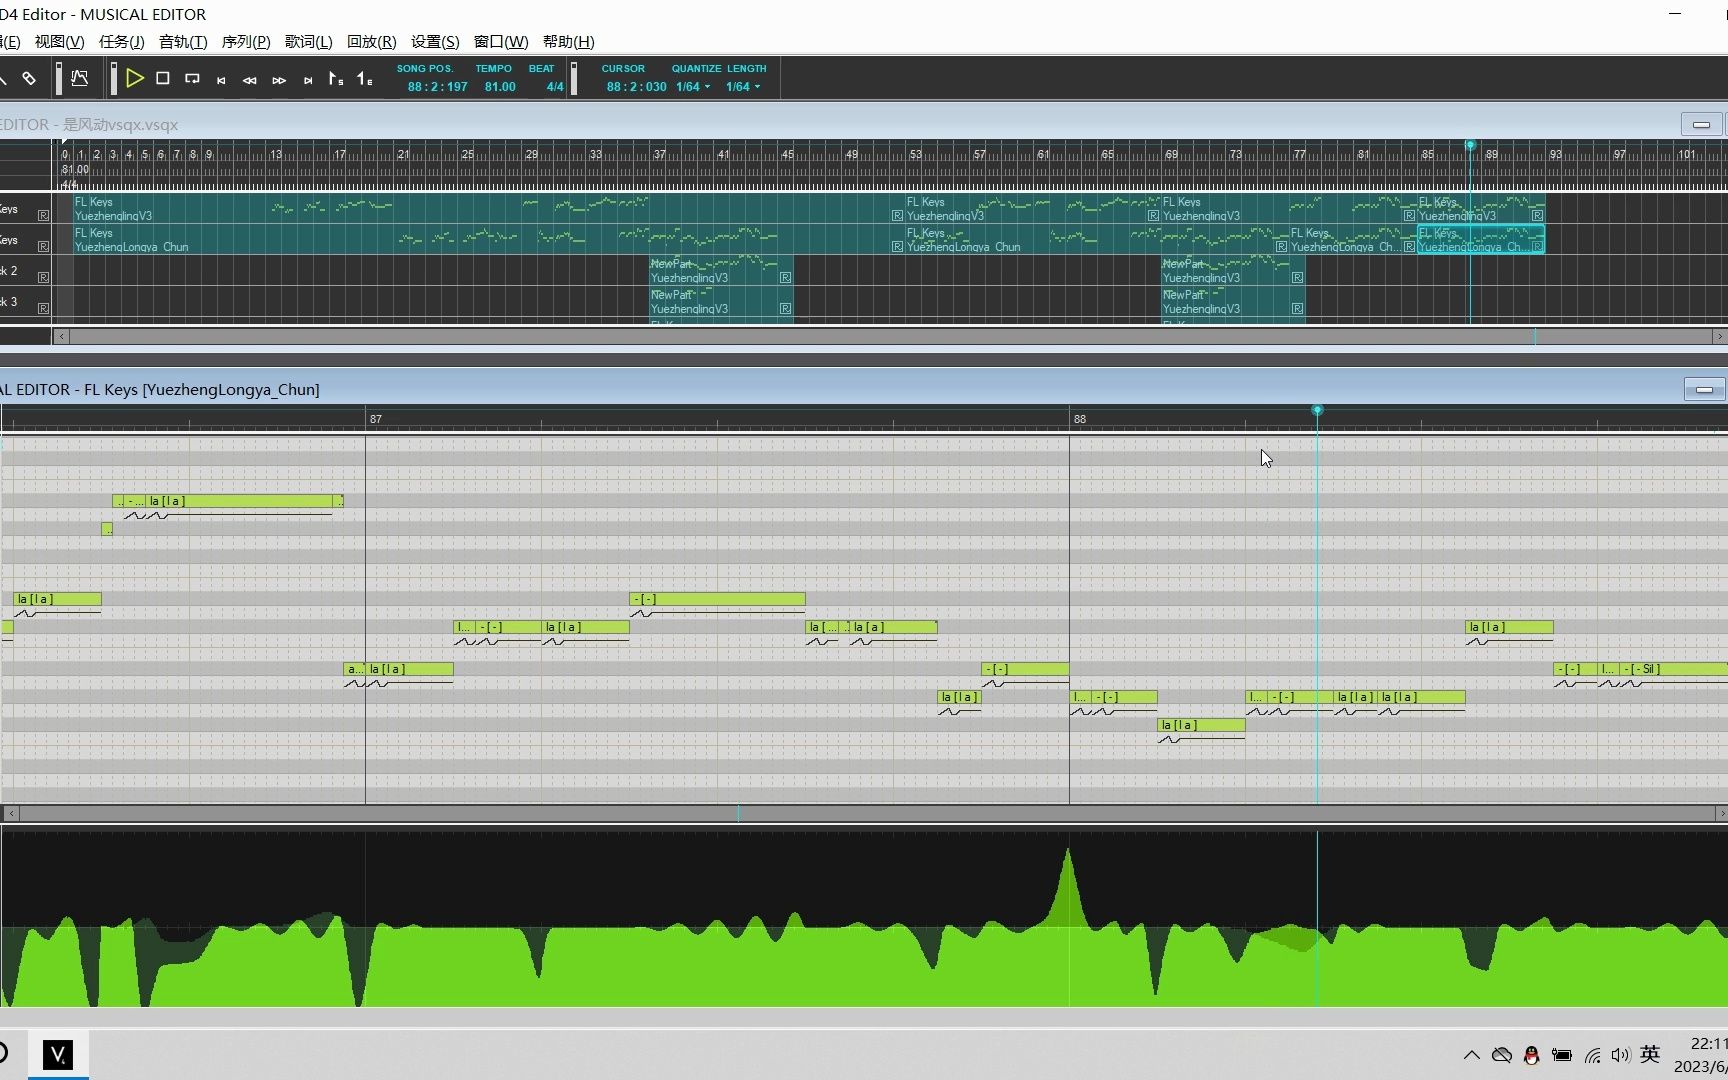 D4 Editor - MUSICAL EDITOR
(E) 视图(V) 任务(J) 音轨(T) 序列(P) 歌词(L) 回放(R) 设置(S) 窗口(W) 帮助(H)
SONG POS. TEMPO BEAT CURSOR QUANTIZE LENGTH
88 : 2 : 197 81.00 4/4 88 : 2 : 030 1/64 1/64
EDITOR - 是风动vsqx.vsqx
0 1 2 3 4 5 6 7 8 9 13 17 21 25 29 33 37 41 45 49 53 57 61 65 69 73 77 81 85 89 93 97 101
81.00
4/4
Keys R FL Keys FL Keys FL Keys FL Keys
YuezhenglingV3 R YuezhenglingV3 R YuezhenglingV3 R YuezhenglingV3 R
Keys R FL Keys FL Keys FL Keys FL Keys
YuezhengLongya_Chun R YuezhengLongya_Chun R YuezhengLongya_Ch... R YuezhengLongya_Ch... R
ck 2 R NewPart NewPart
YuezhenglingV3 R YuezhenglingV3 R
ck 3 R NewPart NewPart
YuezhenglingV3 R YuezhenglingV3 R
AL EDITOR - FL Keys [YuezhengLongya_Chun]
87 88
.. - ... la [ l a ] ..
..
la [ l a ] - [ - ]
l... - [ - ] la [ l a ] la [ ... .. la [ l a ] la [ l a ]
a... la [ l a ] - [ - ] - [ - ] l... - [ - Sil ]
la [ l a ] l... - [ - ] l... - [ - ] la [ l a ] la [ l a ]
la [ l a ]
V
英
22:11
2023/6/